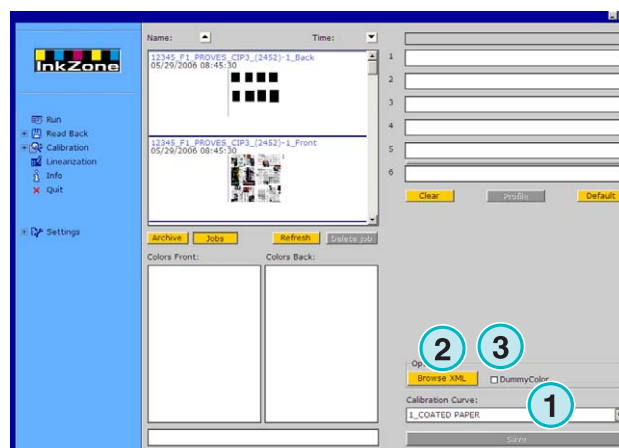 InkZone
Run
Read Back
Calibration
Linearization
Info
Quit
Settings
Name:
Time:
12345_F1_PROVES_CIP3_(2452)-1_Back
05/29/2006 08:45:30
12345_F1_PROVES_CIP3_(2452)-1_Front
05/29/2006 08:45:30
Archive
Jobs
Refresh
Delete job
Colors Front:
Colors Back:
1
2
3
4
5
6
Clear
Profile
Default
2
3
Browse XML
DummyColor
1
Calibration Curve:
1_COATED PAPER
Save